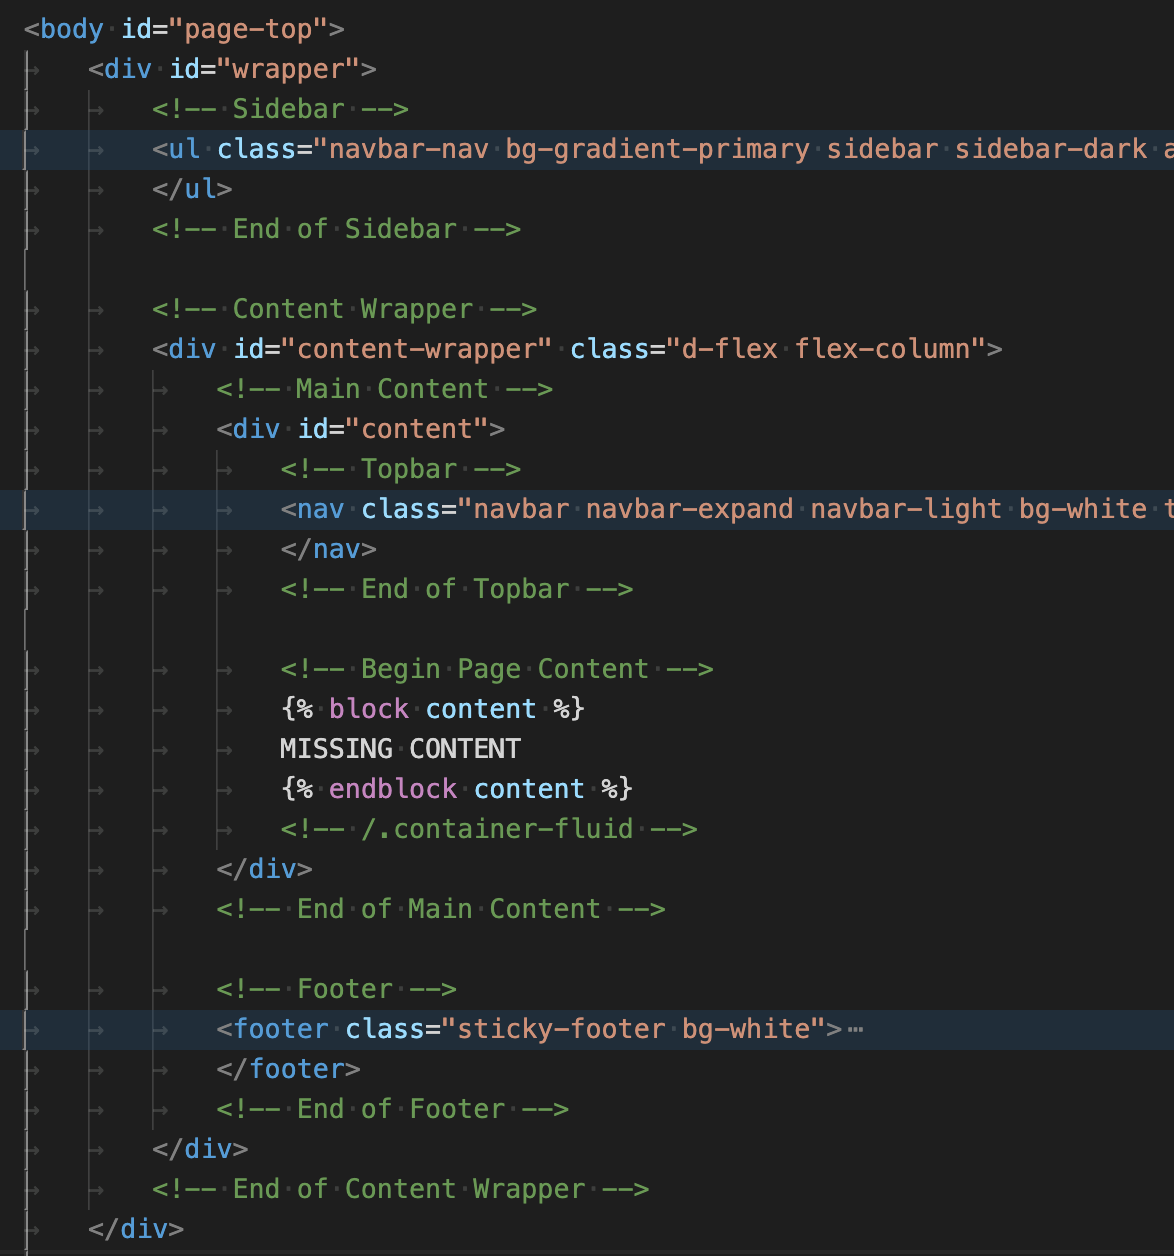 <body id="page-top">
<div id="wrapper">
<!-- Sidebar -->
<ul class="navbar-nav bg-gradient-primary sidebar sidebar-dark a
</ul>
<!-- End of Sidebar -->
<!-- Content Wrapper -->
<div id="content-wrapper" class="d-flex flex-column">
<!-- Main Content -->
<div id="content">
<!-- Topbar -->
<nav class="navbar navbar-expand navbar-light bg-white t
</nav>
<!-- End of Topbar -->
<!-- Begin Page Content -->
{% block content %}
MISSING CONTENT
{% endblock content %}
<!-- /.container-fluid -->
</div>
<!-- End of Main Content -->
<!-- Footer -->
<footer class="sticky-footer bg-white">⋯
</footer>
<!-- End of Footer -->
</div>
<!-- End of Content Wrapper -->
</div>